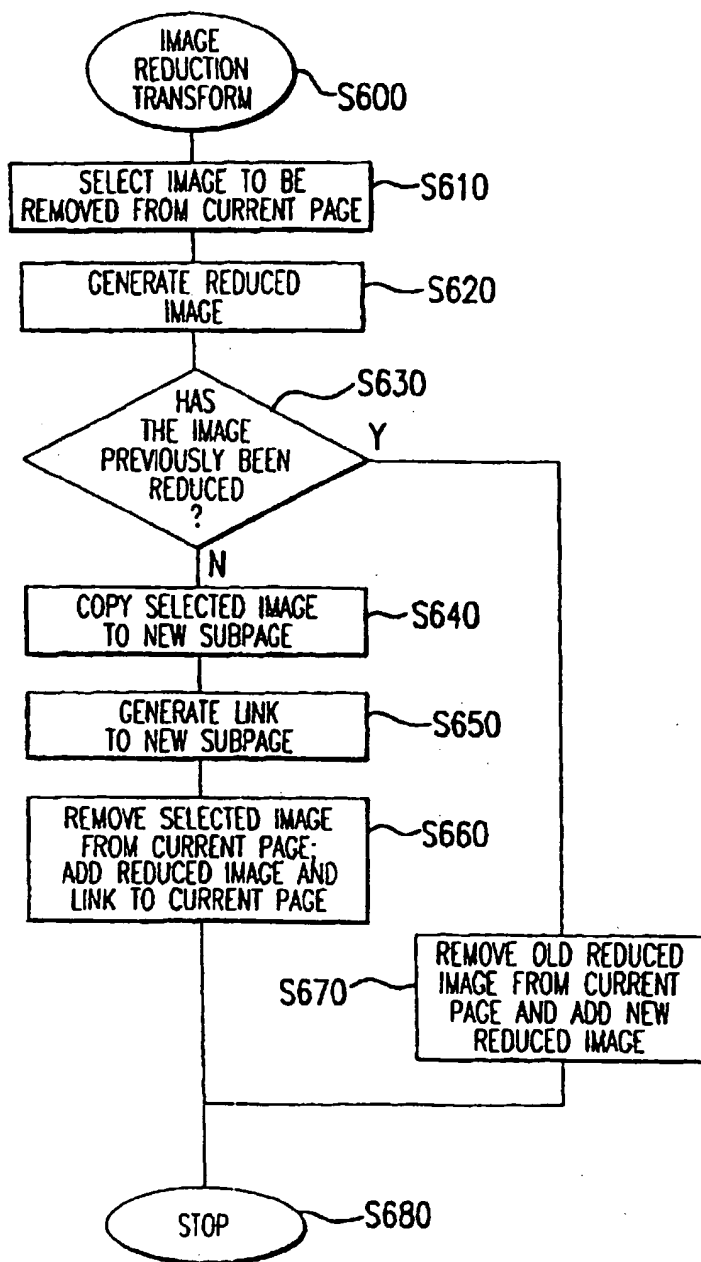 IMAGE
REDUCTION
TRANSFORM
S600
SELECT IMAGE TO BE
REMOVED FROM CURRENT PAGE
S610
GENERATE REDUCED
IMAGE
S620
S630
HAS
THE IMAGE
PREVIOUSLY BEEN
REDUCED
?
Y
N
COPY SELECTED IMAGE
TO NEW SUBPAGE
S640
GENERATE LINK
TO NEW SUBPAGE
S650
REMOVE SELECTED IMAGE
FROM CURRENT PAGE;
ADD REDUCED IMAGE AND
LINK TO CURRENT PAGE
S660
REMOVE OLD REDUCED
IMAGE FROM CURRENT
PAGE AND ADD NEW
REDUCED IMAGE
S670
STOP
S680